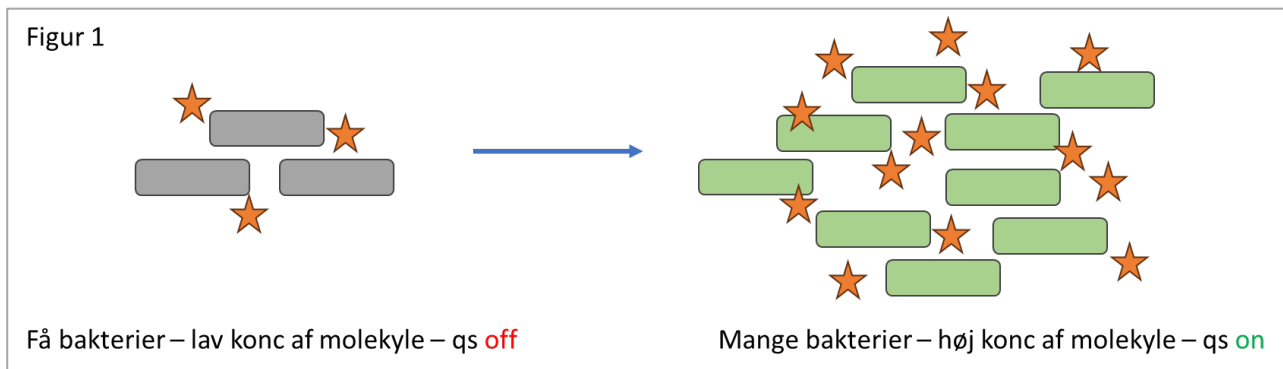 Figur 1
Få bakterier – lav konc af molekyle – qs off
Mange bakterier – høj konc af molekyle – qs on